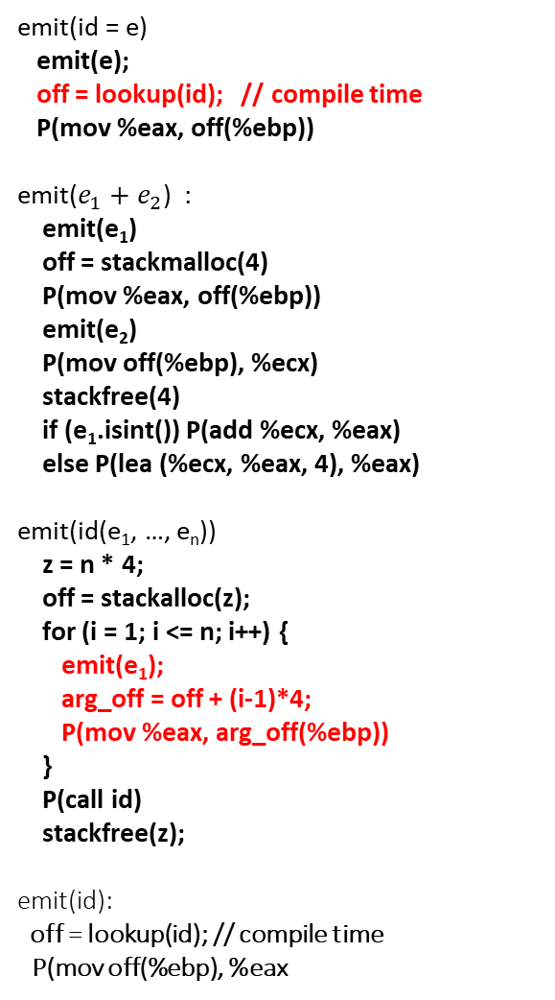 emit(id = e)
emit(e);
off = lookup(id);   // compile time
P(mov %eax, off(%ebp))
emit(𝑒₁ + 𝑒₂)  :
emit(e₁)
off = stackmalloc(4)
P(mov %eax, off(%ebp))
emit(e₂)
P(mov off(%ebp), %ecx)
stackfree(4)
if (e₁.isint()) P(add %ecx, %eax)
else P(lea (%ecx, %eax, 4), %eax)
emit(id(e₁, …, eₙ))
z = n * 4;
off = stackalloc(z);
for (i = 1; i <= n; i++) {
emit(e₁);
arg_off = off + (i-1)*4;
P(mov %eax, arg_off(%ebp))
}
P(call id)
stackfree(z);
emit(id):
off = lookup(id); // compile time
P(mov off(%ebp), %eax